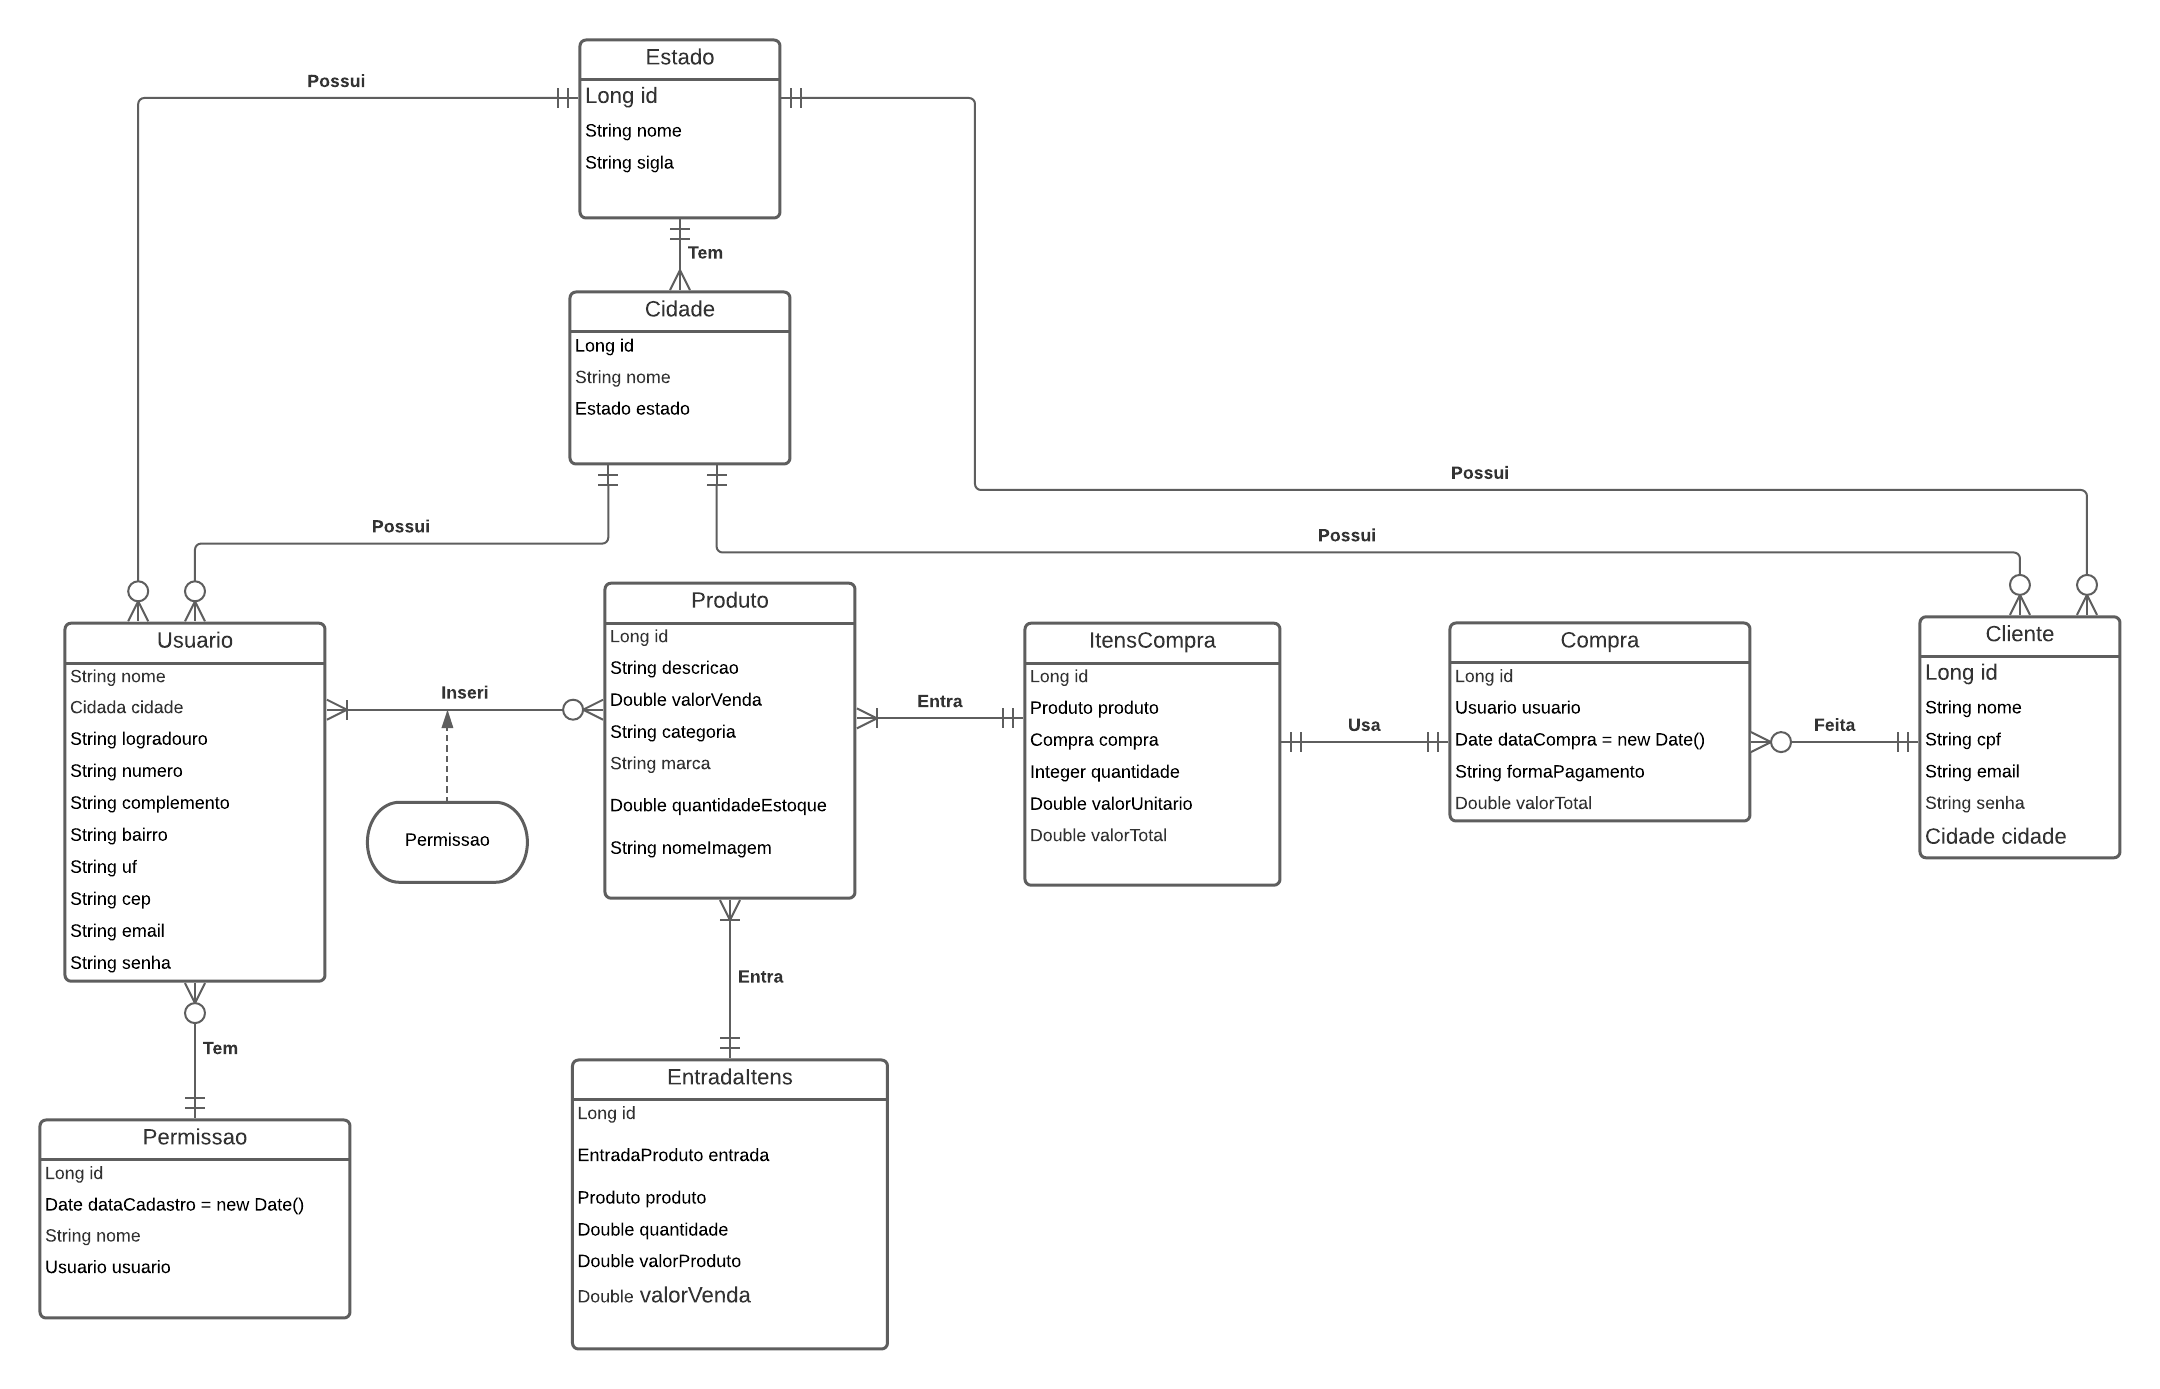 Estado
Long id
String nome
String sigla
Possui
Tem
Cidade
Long id
String nome
Estado estado
Possui
Possui
Possui
Usuario
String nome
Cidada cidade
String logradouro
String numero
String complemento
String bairro
String uf
String cep
String email
String senha
Inseri
Permissao
Produto
Long id
String descricao
Double valorVenda
String categoria
String marca
Double quantidadeEstoque
String nomeImagem
Entra
ItensCompra
Long id
Produto produto
Compra compra
Integer quantidade
Double valorUnitario
Double valorTotal
Usa
Compra
Long id
Usuario usuario
Date dataCompra = new Date()
String formaPagamento
Double valorTotal
Feita
Cliente
Long id
String nome
String cpf
String email
String senha
Cidade cidade
Tem
Permissao
Long id
Date dataCadastro = new Date()
String nome
Usuario usuario
Entra
EntradaItens
Long id
EntradaProduto entrada
Produto produto
Double quantidade
Double valorProduto
Double valorVenda